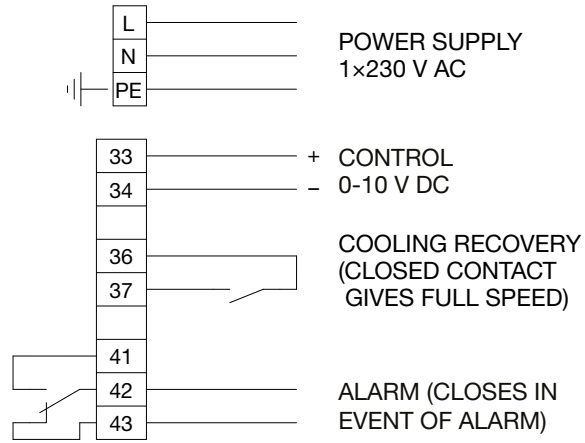 L
N
PE
POWER SUPPLY
1×230 V AC
33
34
+ CONTROL
– 0-10 V DC
36
37
COOLING RECOVERY
(CLOSED CONTACT
GIVES FULL SPEED)
41
42
43
ALARM (CLOSES IN
EVENT OF ALARM)